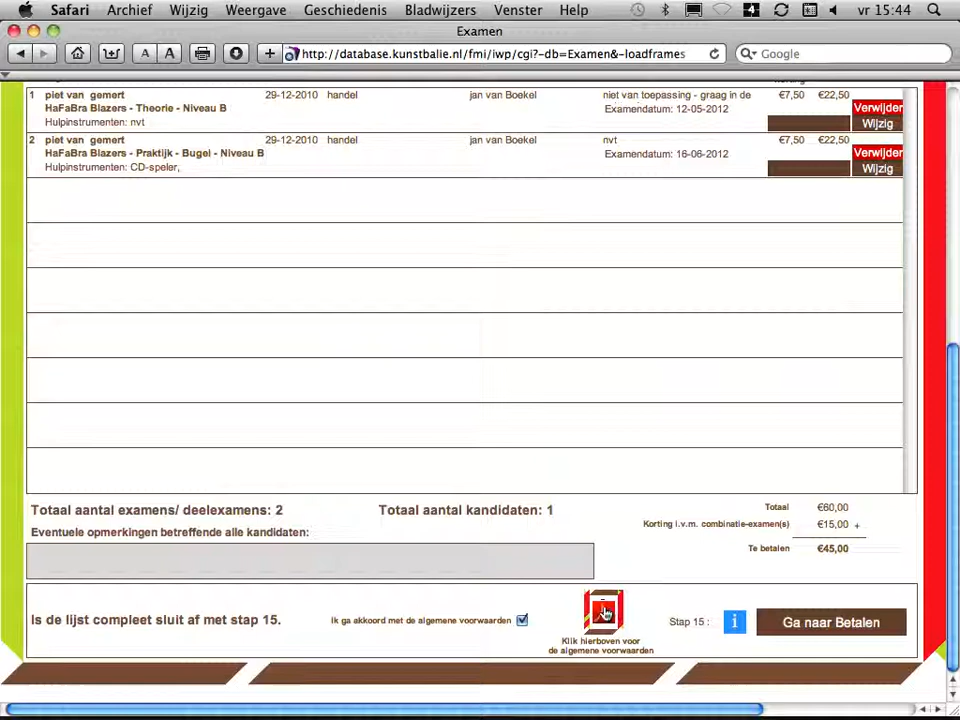 Safari Archief Wijzig Weergave Geschiedenis Bladwijzers Venster Help 4 vr 15:44
Examen
A A + http://database.kunstbalie.nl/fmi/iwp/cgi?-db=Examen&-loadframes Google
1 piet van gemert 29-12-2010 handel jan van Boekel niet van toepassing - graag in de €7,50 €22,50
HaFaBra Blazers - Theorie - Niveau B Examendatum: 12-05-2012 Verwijder
Hulpinstrumenten: nvt Wijzig
2 piet van gemert 29-12-2010 handel jan van Boekel nvt €7,50 €22,50
HaFaBra Blazers - Praktijk - Bugel - Niveau B Examendatum: 16-06-2012 Verwijder
Hulpinstrumenten: CD-speler, Wijzig
Totaal aantal examens/ deelexamens: 2 Totaal aantal kandidaten: 1 Totaal €60,00
Korting i.v.m. combinatie-examen(s) €15,00 +
Eventuele opmerkingen betreffende alle kandidaten:
Te betalen €45,00
Is de lijst compleet sluit af met stap 15. Ik ga akkoord met de algemene voorwaarden Stap 15 : i Ga naar Betalen
Klik hierboven voor
de algemene voorwaarden